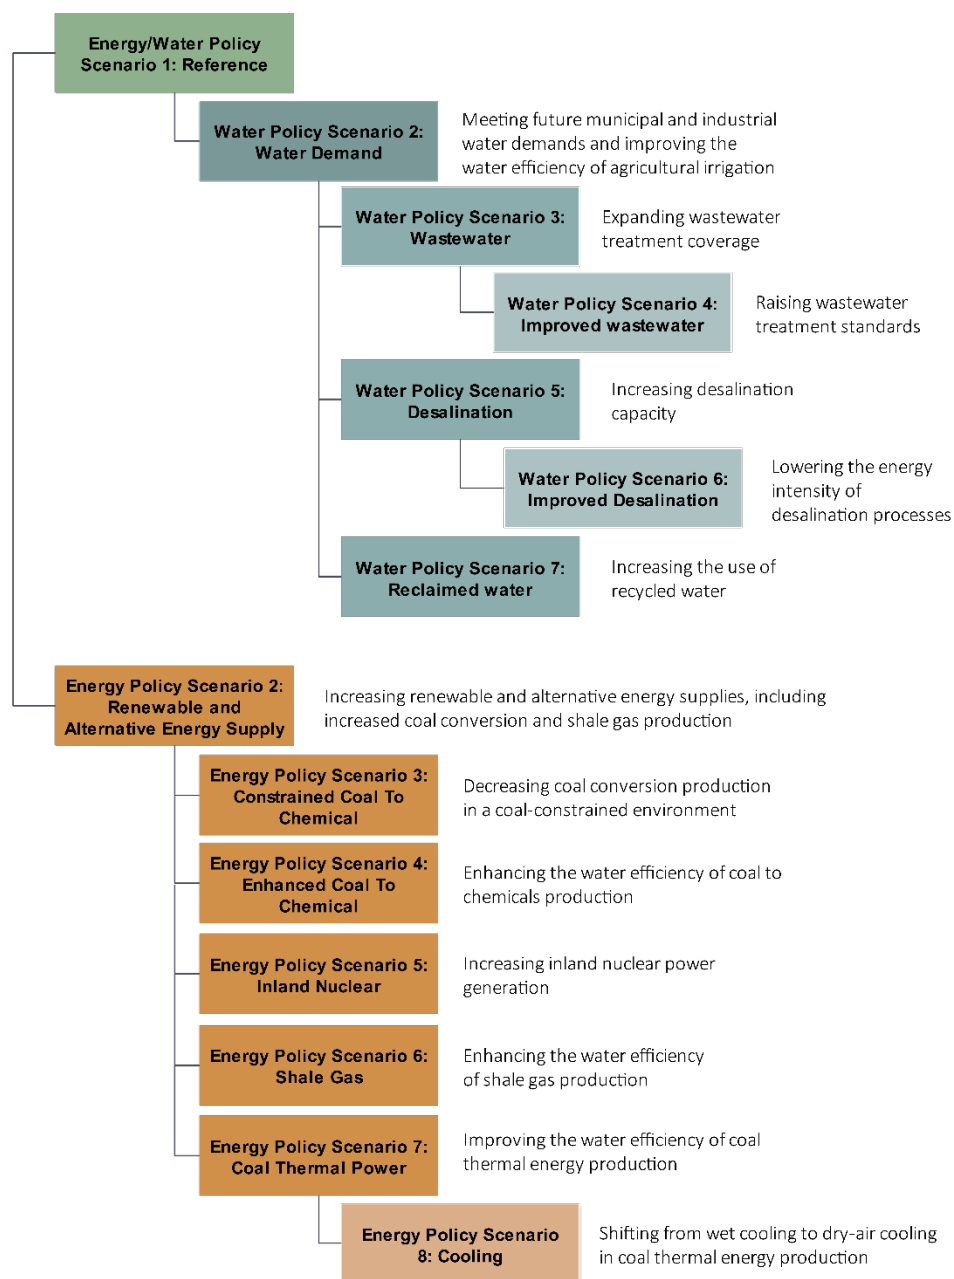 Energy/Water Policy
Scenario 1: Reference
Water Policy Scenario 2:
Water Demand
Meeting future municipal and industrial
water demands and improving the
water efficiency of agricultural irrigation
Water Policy Scenario 3:
Wastewater
Expanding wastewater
treatment coverage
Water Policy Scenario 4:
Improved wastewater
Raising wastewater
treatment standards
Water Policy Scenario 5:
Desalination
Increasing desalination
capacity
Water Policy Scenario 6:
Improved Desalination
Lowering the energy
intensity of
desalination processes
Water Policy Scenario 7:
Reclaimed water
Increasing the use of
recycled water
Energy Policy Scenario 2:
Renewable and
Alternative Energy Supply
Increasing renewable and alternative energy supplies, including
increased coal conversion and shale gas production
Energy Policy Scenario 3:
Constrained Coal To
Chemical
Decreasing coal conversion production
in a coal-constrained environment
Energy Policy Scenario 4:
Enhanced Coal To
Chemical
Enhancing the water efficiency of coal to
chemicals production
Energy Policy Scenario 5:
Inland Nuclear
Increasing inland nuclear power
generation
Energy Policy Scenario 6:
Shale Gas
Enhancing the water efficiency
of shale gas production
Energy Policy Scenario 7:
Coal Thermal Power
Improving the water efficiency of coal
thermal energy production
Energy Policy Scenario
8: Cooling
Shifting from wet cooling to dry-air cooling
in coal thermal energy production